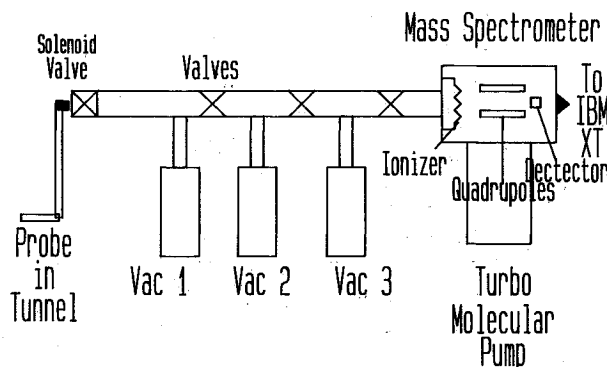 Mass Spectrometer
Solenoid
Valve
Valves
To
IBM
XT
Ionizer
Dectector
Quadrupoles
Probe
in
Tunnel
Vac 1
Vac 2
Vac 3
Turbo
Molecular
Pump